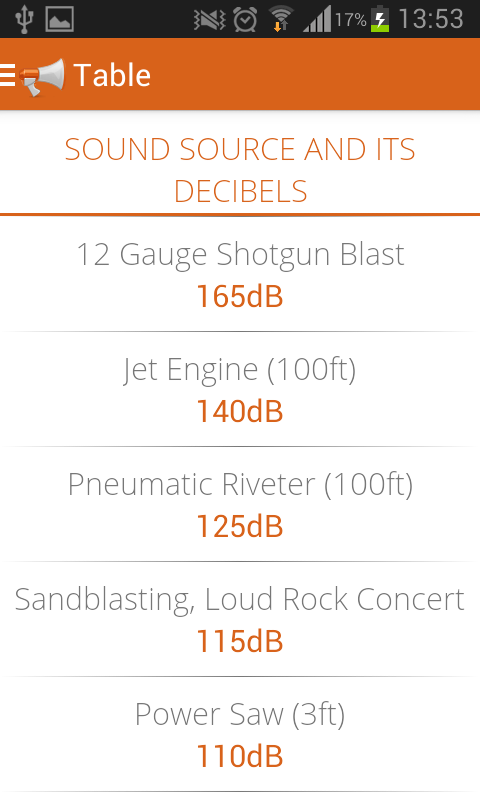 17% 13:53
Table
SOUND SOURCE AND ITS
DECIBELS
12 Gauge Shotgun Blast
165dB
Jet Engine (100ft)
140dB
Pneumatic Riveter (100ft)
125dB
Sandblasting, Loud Rock Concert
115dB
Power Saw (3ft)
110dB